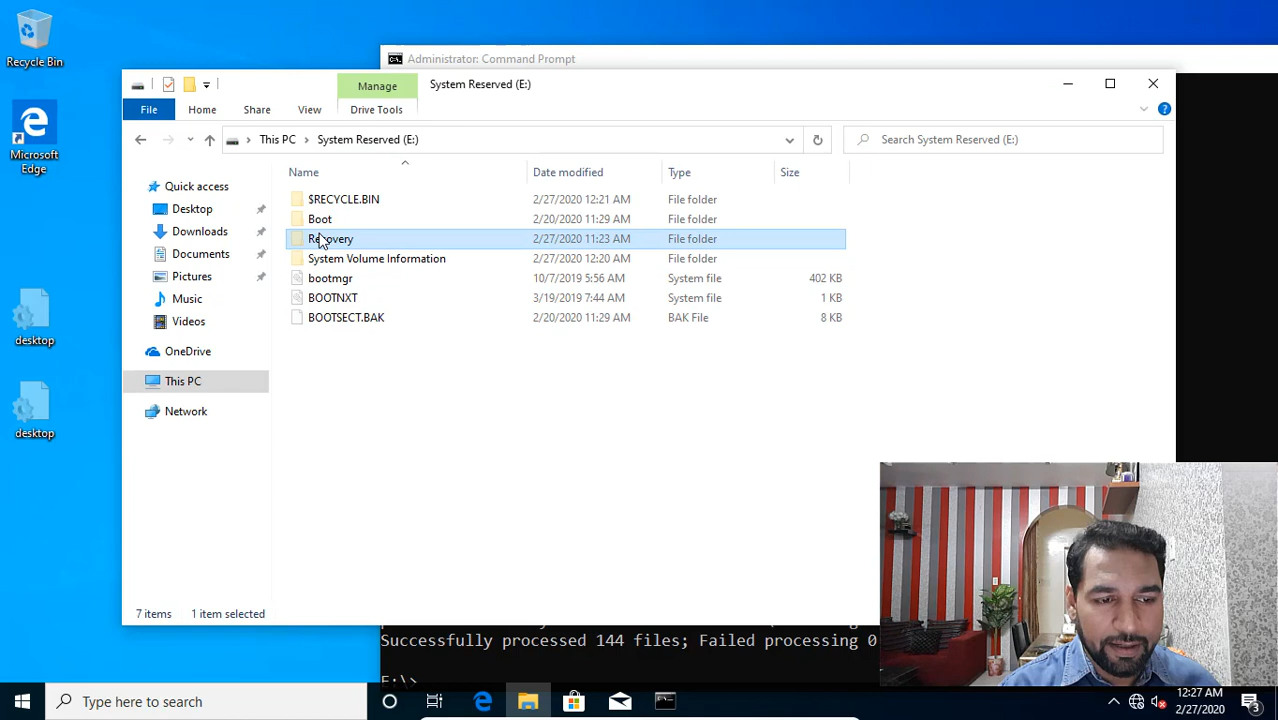 Recycle Bin
Microsoft
Edge
desktop
desktop
Administrator: Command Prompt
Manage
System Reserved (E:)
File
Home
Share
View
Drive Tools
This PC
System Reserved (E:)
Search System Reserved (E:)
Name
Date modified
Type
Size
Quick access
Desktop
Downloads
Documents
Pictures
Music
Videos
OneDrive
This PC
Network
$RECYCLE.BIN 2/27/2020 12:21 AM File folder
Boot 2/20/2020 11:29 AM File folder
Recovery 2/27/2020 11:23 AM File folder
System Volume Information 2/27/2020 12:20 AM File folder
bootmgr 10/7/2019 5:56 AM System file 402 KB
BOOTNXT 3/19/2019 7:44 AM System file 1 KB
BOOTSECT.BAK 2/20/2020 11:29 AM BAK File 8 KB
7 items 1 item selected
Successfully processed 144 files; Failed processing 0
E:\>
Type here to search
12:27 AM
2/27/2020
3